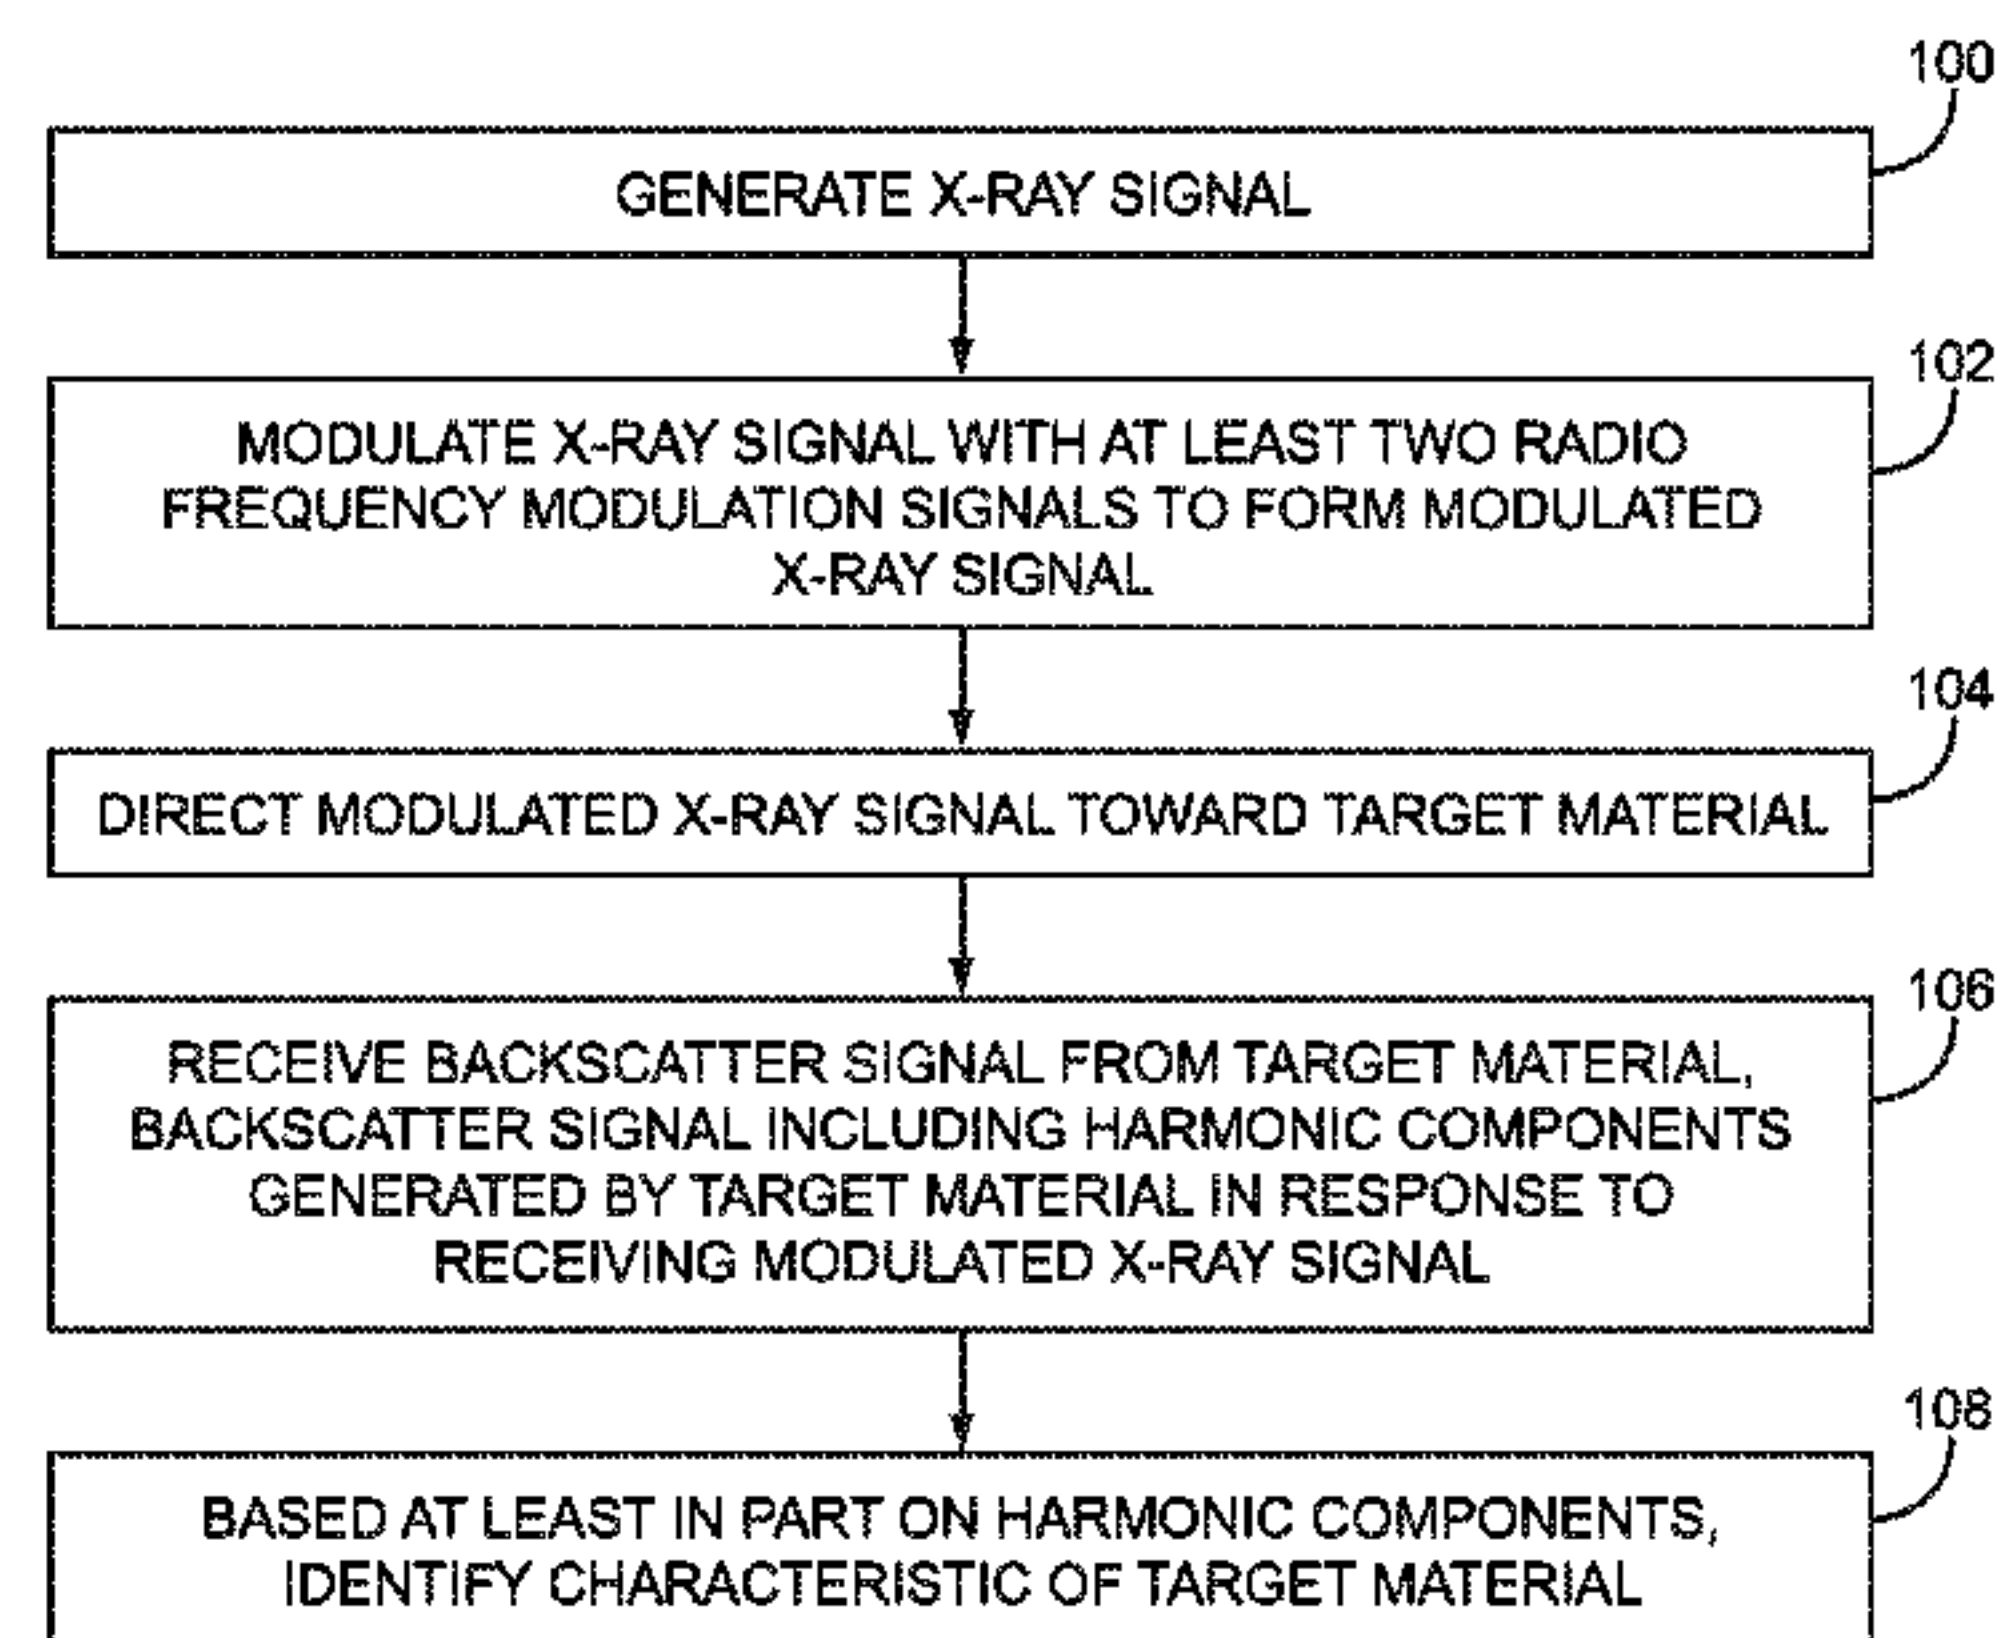 100
GENERATE X-RAY SIGNAL
102
MODULATE X-RAY SIGNAL WITH AT LEAST TWO RADIO
FREQUENCY MODULATION SIGNALS TO FORM MODULATED
X-RAY SIGNAL
104
DIRECT MODULATED X-RAY SIGNAL TOWARD TARGET MATERIAL
106
RECEIVE BACKSCATTER SIGNAL FROM TARGET MATERIAL,
BACKSCATTER SIGNAL INCLUDING HARMONIC COMPONENTS
GENERATED BY TARGET MATERIAL IN RESPONSE TO
RECEIVING MODULATED X-RAY SIGNAL
108
BASED AT LEAST IN PART ON HARMONIC COMPONENTS,
IDENTIFY CHARACTERISTIC OF TARGET MATERIAL